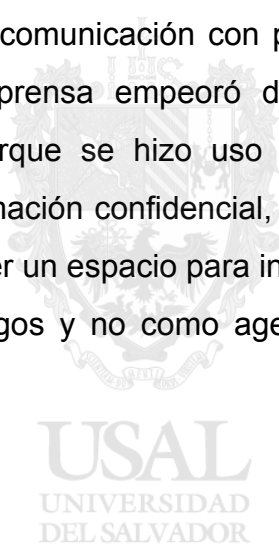 comunicación con p
prensa empeoró d
rque se hizo uso
nación confidencial,
er un espacio para in
gos y no como age
USAL
UNIVERSIDAD
DEL SALVADOR